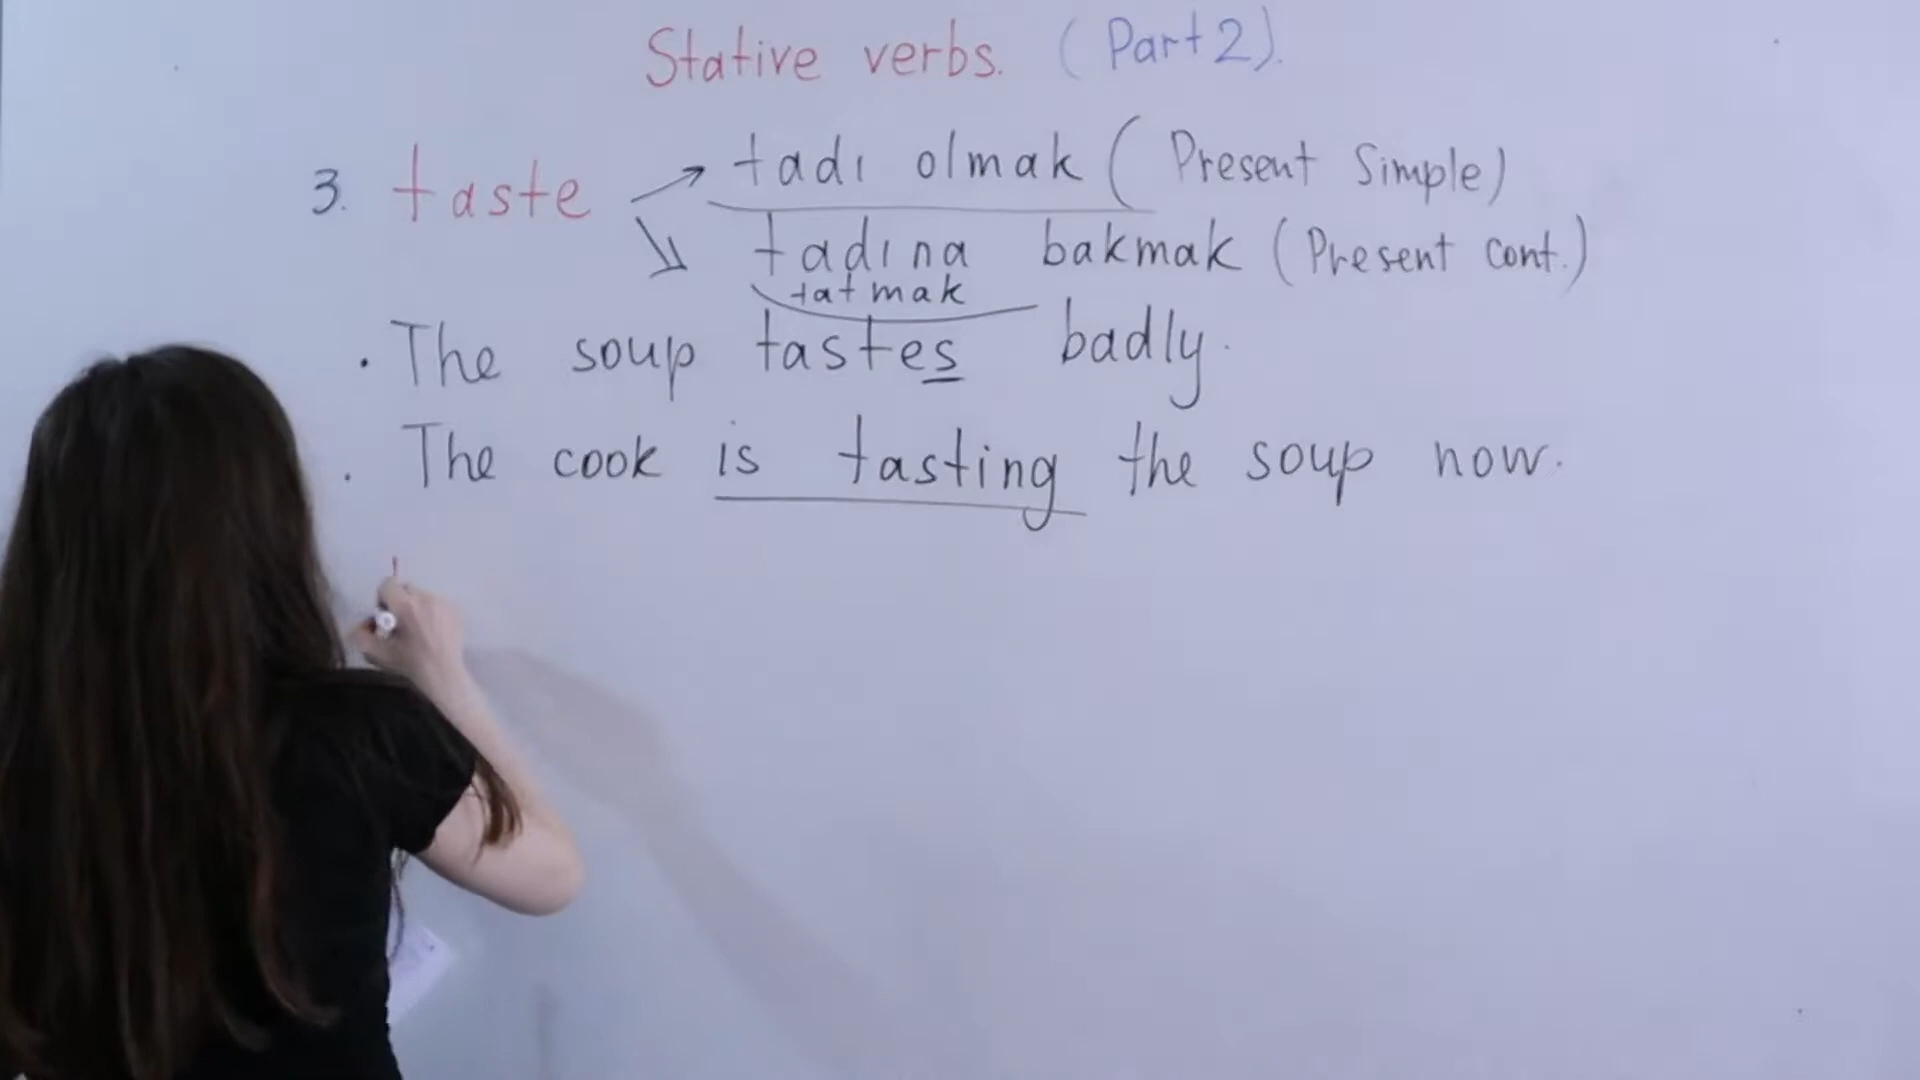 Stative verbs. (Part 2).
3. taste → tadı olmak (Present Simple)
tadına bakmak (Present cont.)
tatmak
· The soup tastes badly.
· The cook is tasting the soup now.